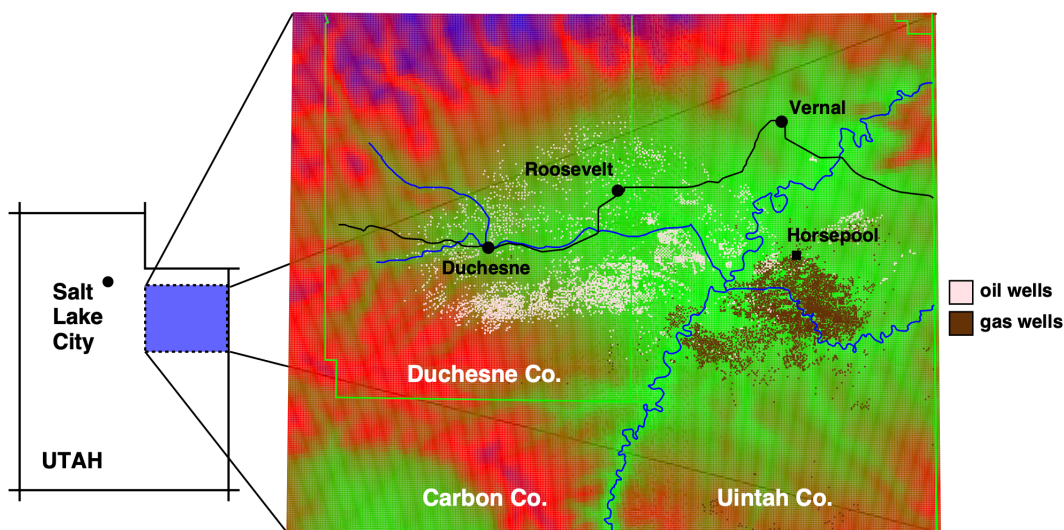 Salt
Lake
City
UTAH
Vernal
Roosevelt
Horsepool
Duchesne
Duchesne Co.
Carbon Co.
Uintah Co.
oil wells
gas wells